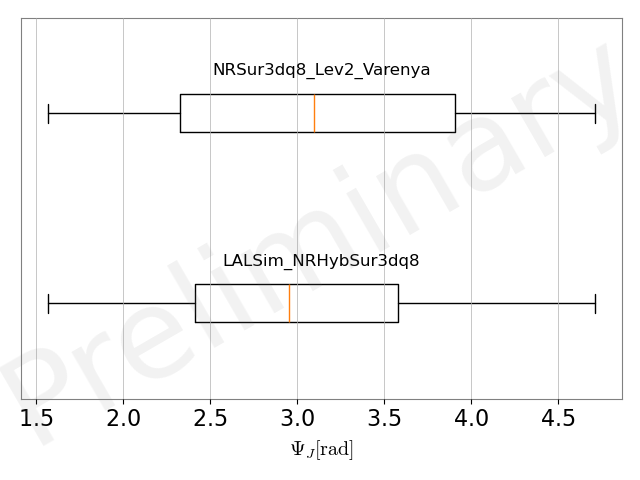 NRSur3dq8_Lev2_Varenya
LALSim_NRHybSur3dq8
Preliminary
1.5 2.0 2.5 3.0 3.5 4.0 4.5
Ψ_J[rad]